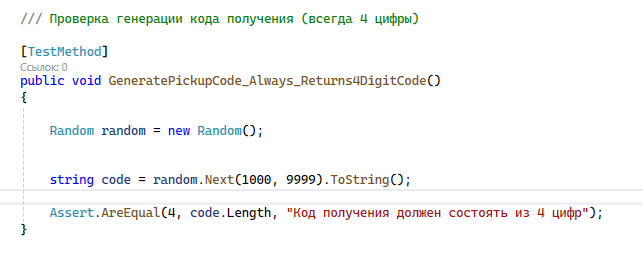 /// Проверка генерации кода получения (всегда 4 цифры)
[TestMethod]
Ссылок: 0
public void GeneratePickupCode_Always_Returns4DigitCode()
{
Random random = new Random();
string code = random.Next(1000, 9999).ToString();
Assert.AreEqual(4, code.Length, "Код получения должен состоять из 4 цифр");
}